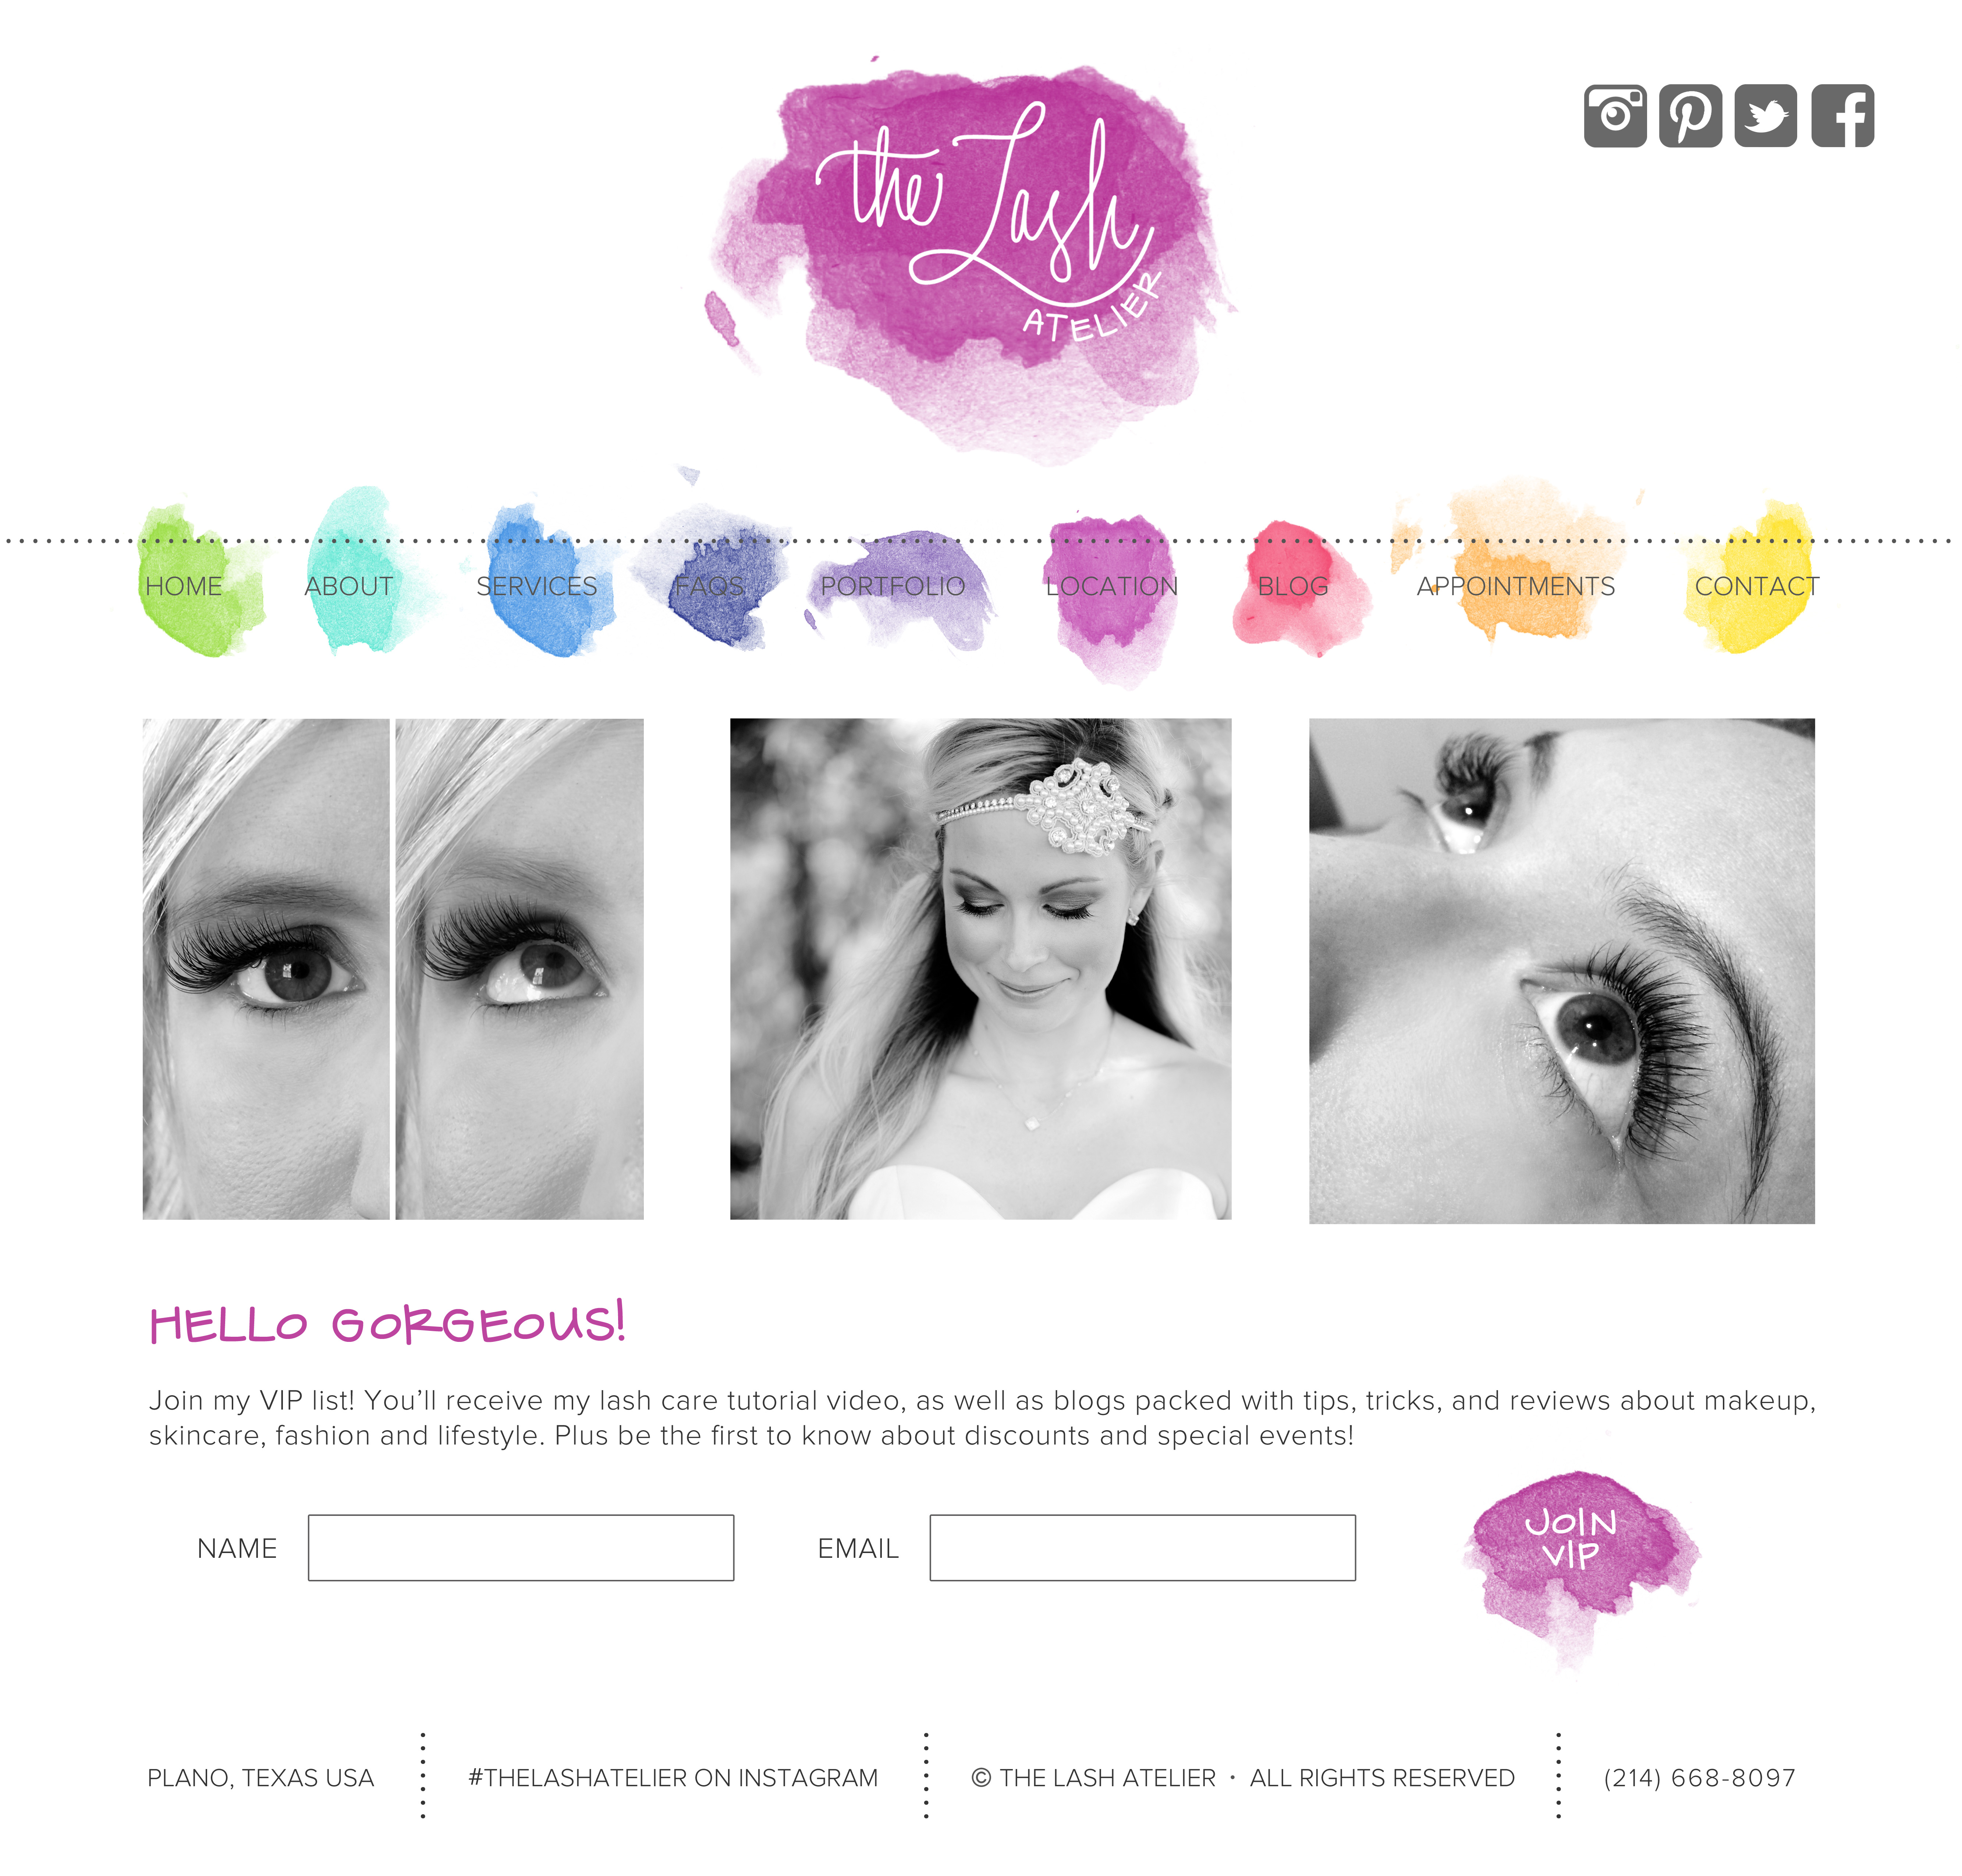 the Lash
ATELIER
HOME ABOUT SERVICES FAQS PORTFOLIO LOCATION BLOG APPOINTMENTS CONTACT
HELLO GORGEOUS!
Join my VIP list! You’ll receive my lash care tutorial video, as well as blogs packed with tips, tricks, and reviews about makeup,
skincare, fashion and lifestyle. Plus be the first to know about discounts and special events!
NAME EMAIL
JOIN
VIP
PLANO, TEXAS USA #THELASHATELIER ON INSTAGRAM © THE LASH ATELIER · ALL RIGHTS RESERVED (214) 668-8097